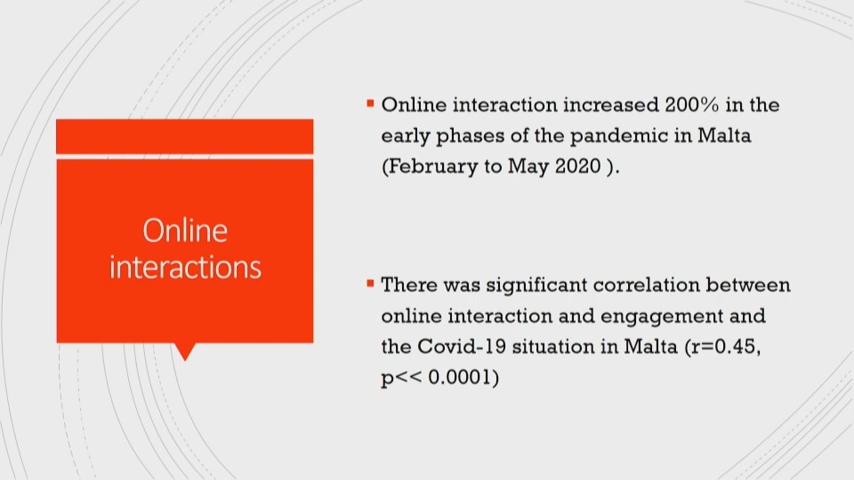 Online
interactions
Online interaction increased 200% in the
early phases of the pandemic in Malta
(February to May 2020 ).
There was significant correlation between
online interaction and engagement and
the Covid-19 situation in Malta (r=0.45,
p<< 0.0001)